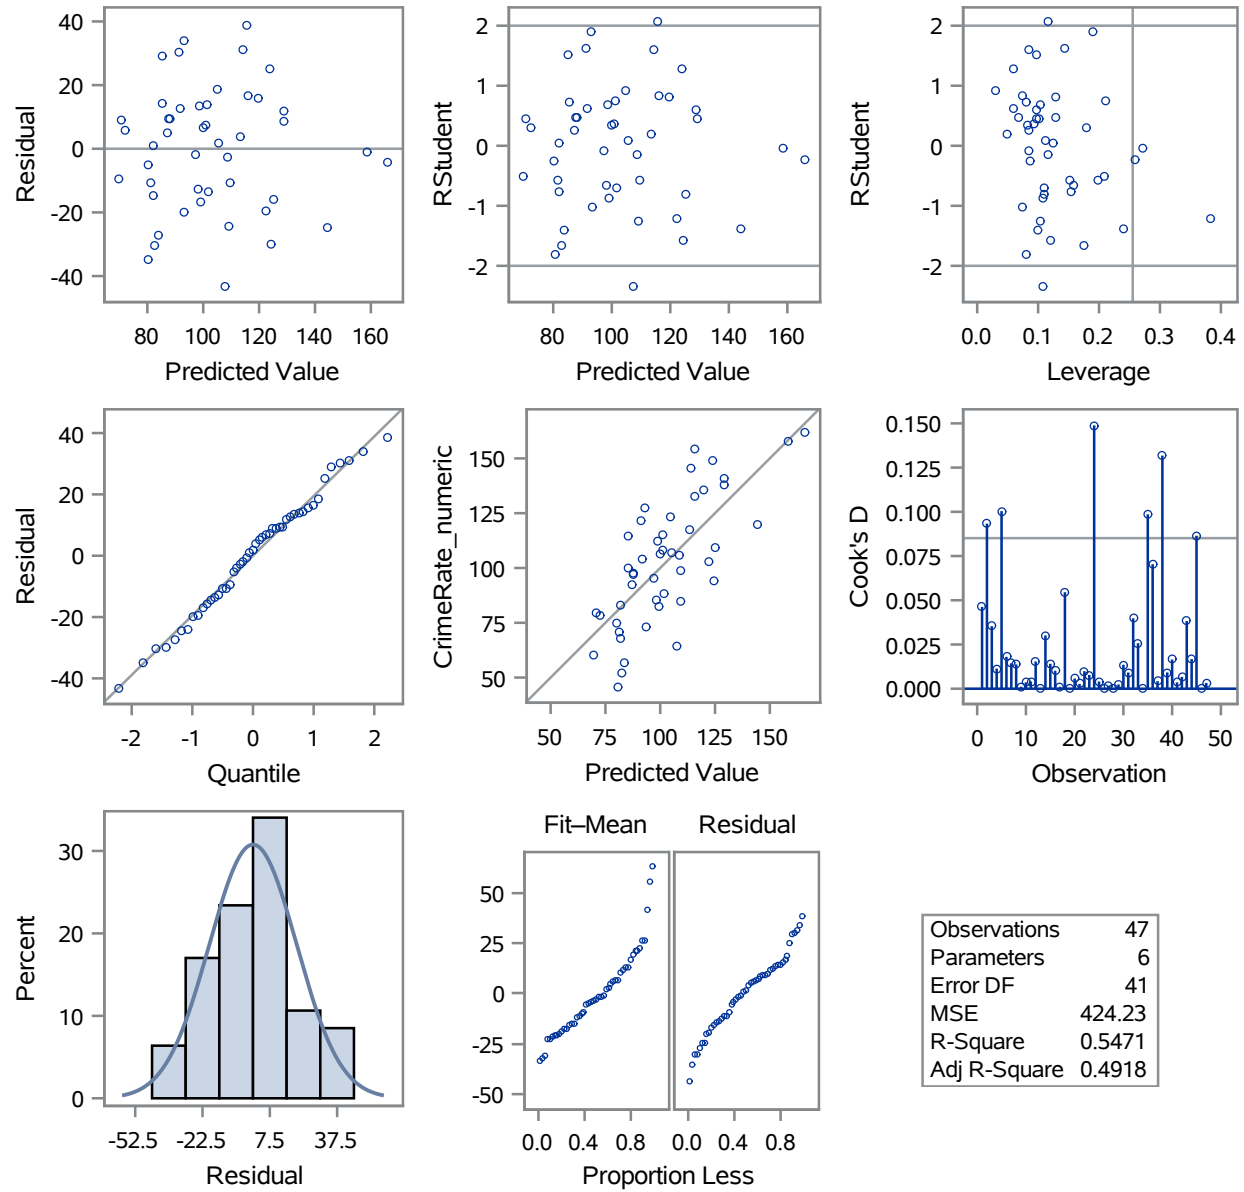 40
20
0
-20
-40
Residual
80 100 120 140 160
Predicted Value
2
1
0
-1
-2
RStudent
80 100 120 140 160
Predicted Value
2
1
0
-1
-2
RStudent
0.0 0.1 0.2 0.3 0.4
Leverage
40
20
0
-20
-40
Residual
-2 -1 0 1 2
Quantile
150
125
100
75
50
CrimeRate_numeric
50 75 100 125 150
Predicted Value
0.150
0.125
0.100
0.075
0.050
0.025
0.000
Cook's D
0 10 20 30 40 50
Observation
30
20
10
0
Percent
-52.5 -22.5 7.5 37.5
Residual
Fit–Mean Residual
50
25
0
-25
-50
0.0 0.4 0.8 0.0 0.4 0.8
Proportion Less
Observations 47
Parameters 6
Error DF 41
MSE 424.23
R-Square 0.5471
Adj R-Square 0.4918